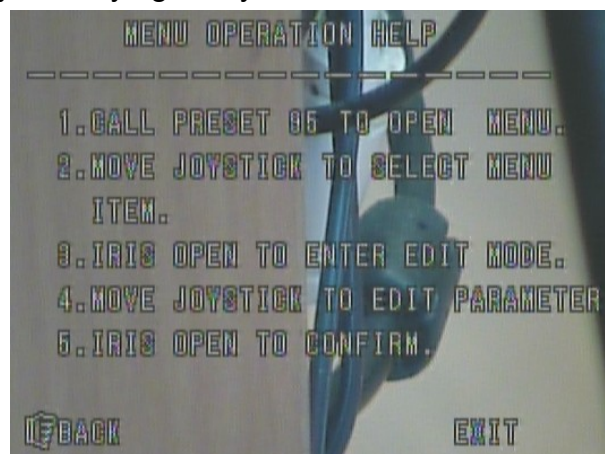 MENU OPERATION HELP
1.CALL PRESET 95 TO OPEN MENU.
2.MOVE JOYSTICK TO SELECT MENU
ITEM.
3.IRIS OPEN TO ENTER EDIT MODE.
4.MOVE JOYSTICK TO EDIT PARAMETER
5.IRIS OPEN TO CONFIRM.
BACK EXIT